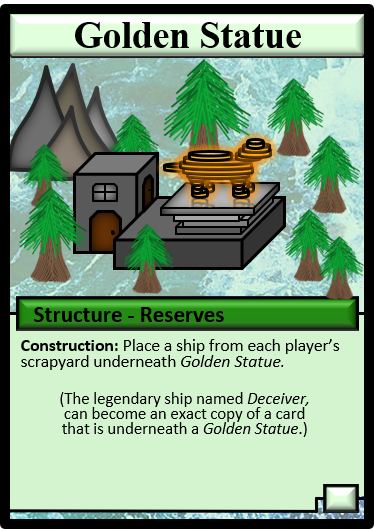 Golden Statue
Structure - Reserves
Construction: Place a ship from each player's
scrapyard underneath Golden Statue.
(The legendary ship named Deceiver,
can become an exact copy of a card
that is underneath a Golden Statue.)